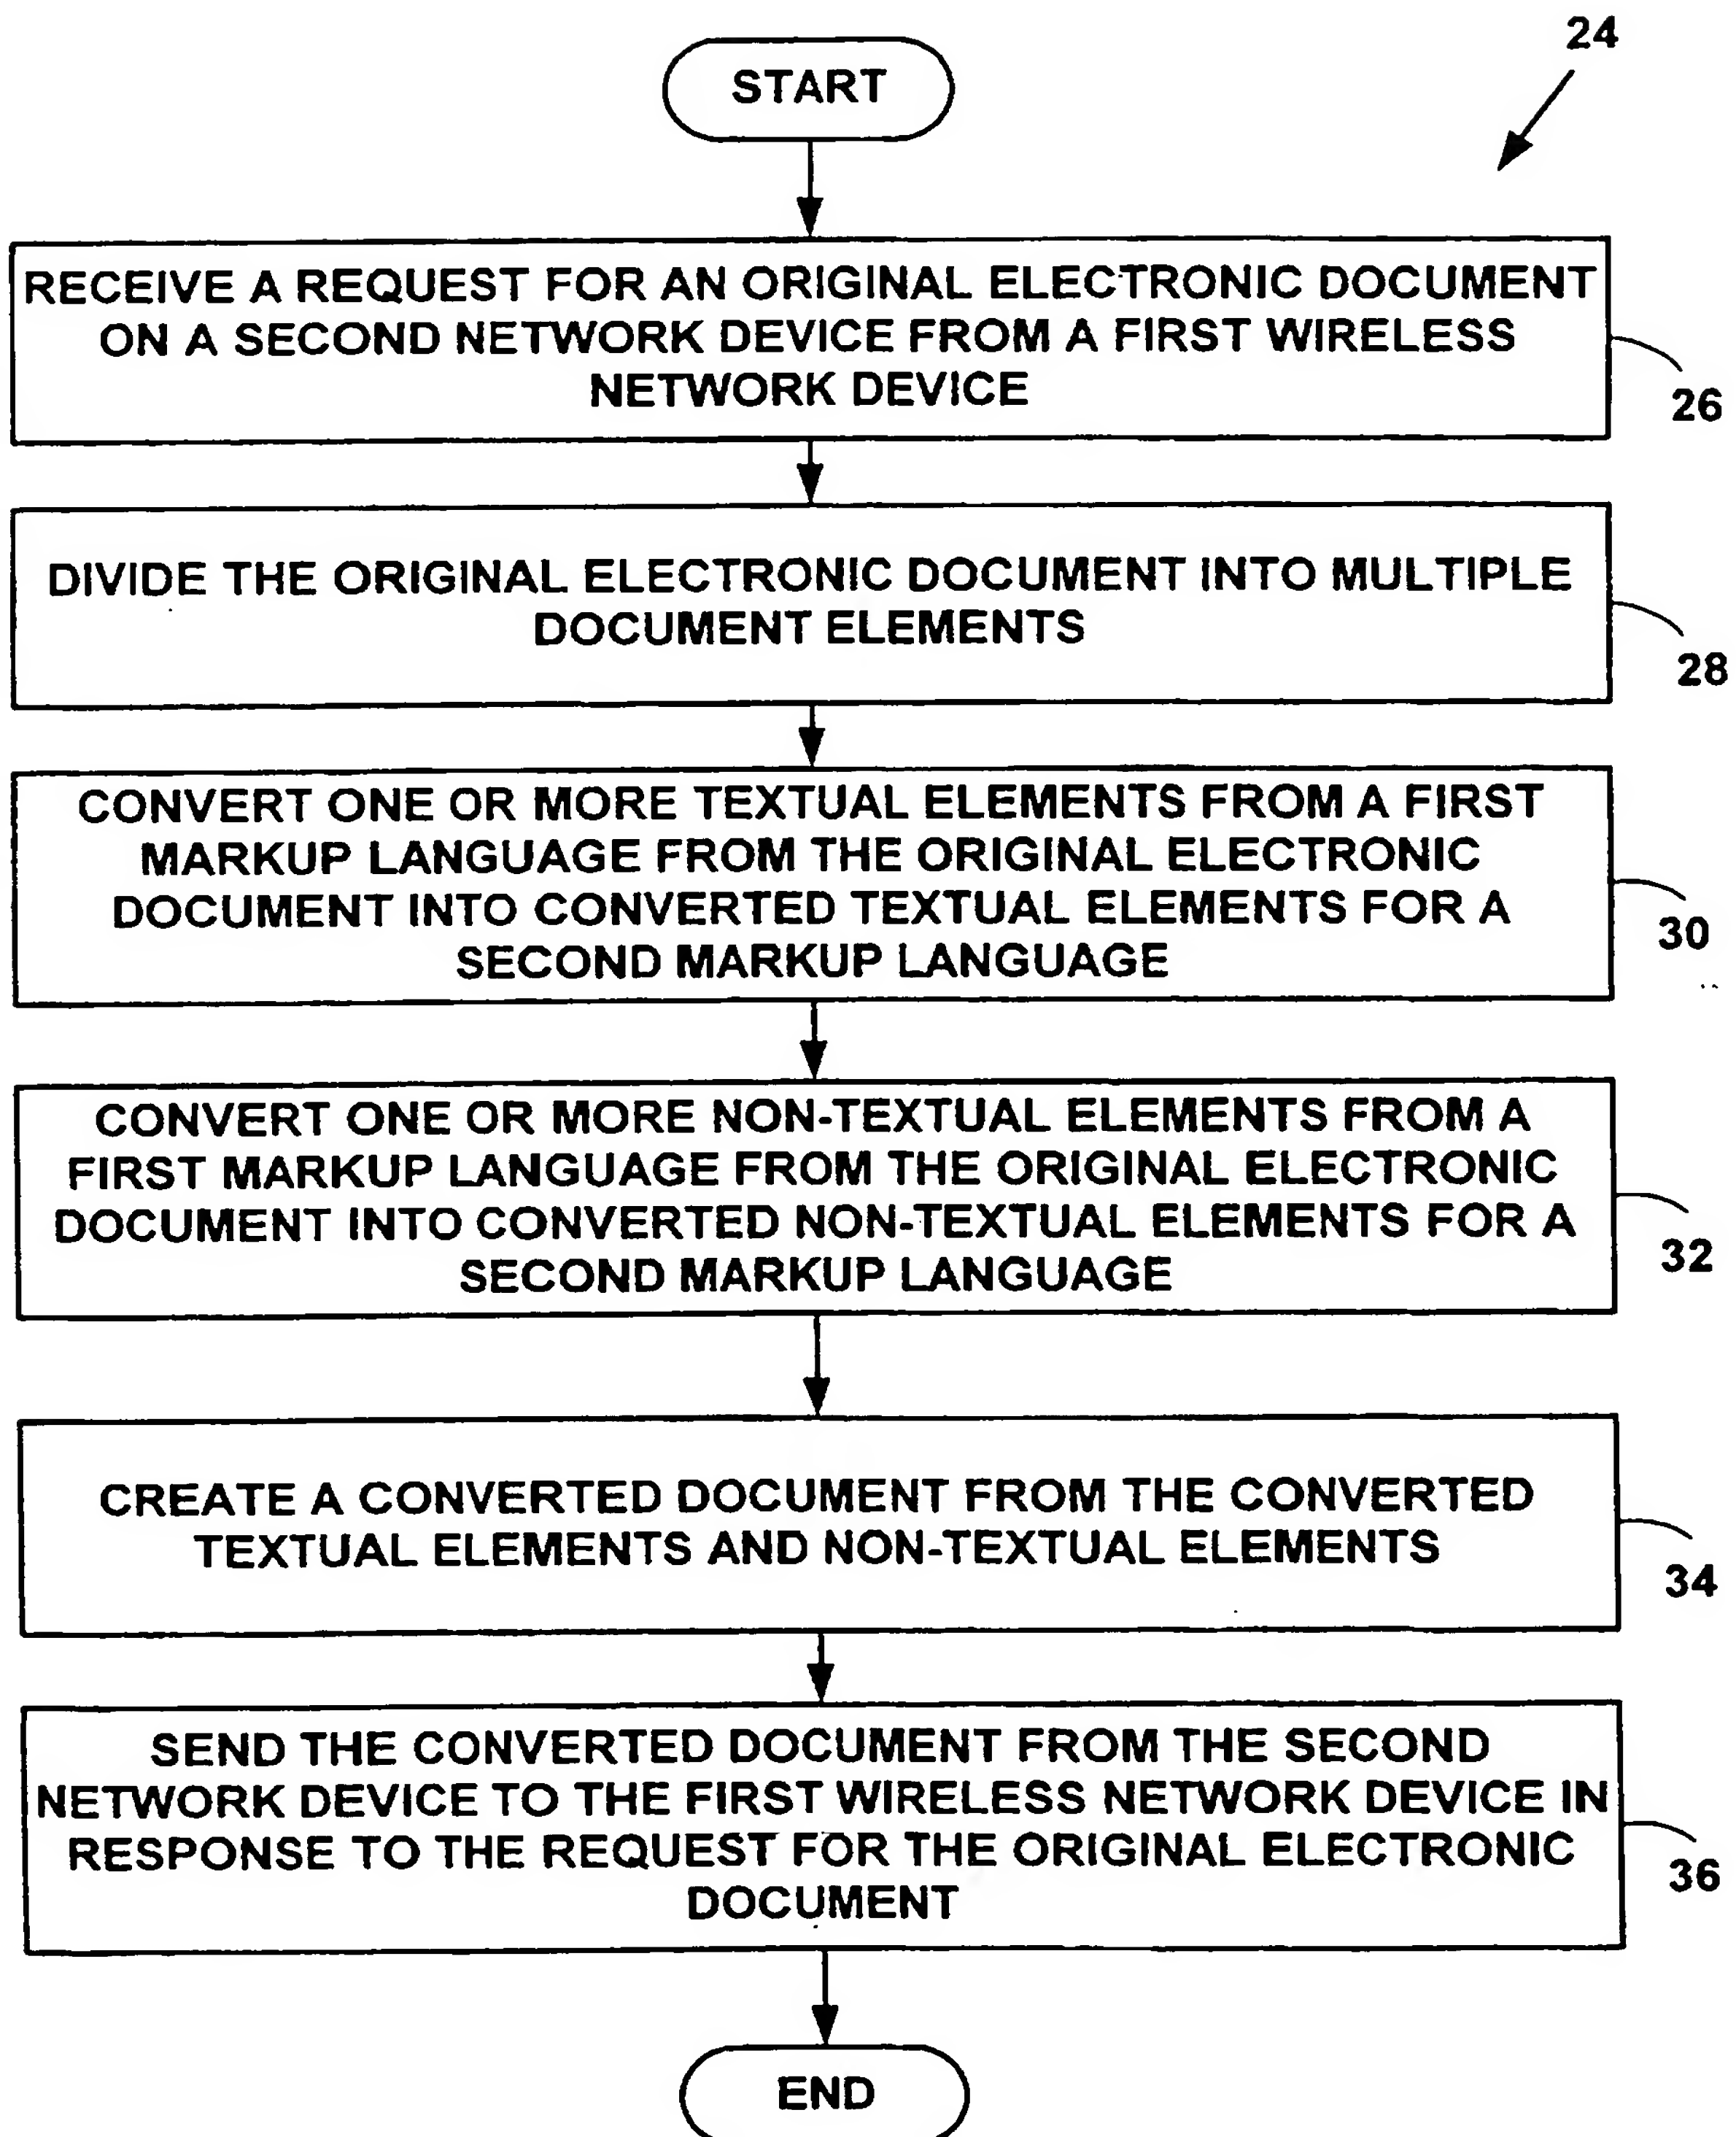 24
START
RECEIVE A REQUEST FOR AN ORIGINAL ELECTRONIC DOCUMENT
ON A SECOND NETWORK DEVICE FROM A FIRST WIRELESS
NETWORK DEVICE
26
DIVIDE THE ORIGINAL ELECTRONIC DOCUMENT INTO MULTIPLE
DOCUMENT ELEMENTS
28
CONVERT ONE OR MORE TEXTUAL ELEMENTS FROM A FIRST
MARKUP LANGUAGE FROM THE ORIGINAL ELECTRONIC
DOCUMENT INTO CONVERTED TEXTUAL ELEMENTS FOR A
SECOND MARKUP LANGUAGE
30
CONVERT ONE OR MORE NON-TEXTUAL ELEMENTS FROM A
FIRST MARKUP LANGUAGE FROM THE ORIGINAL ELECTRONIC
DOCUMENT INTO CONVERTED NON-TEXTUAL ELEMENTS FOR A
SECOND MARKUP LANGUAGE
32
CREATE A CONVERTED DOCUMENT FROM THE CONVERTED
TEXTUAL ELEMENTS AND NON-TEXTUAL ELEMENTS
34
SEND THE CONVERTED DOCUMENT FROM THE SECOND
NETWORK DEVICE TO THE FIRST WIRELESS NETWORK DEVICE IN
RESPONSE TO THE REQUEST FOR THE ORIGINAL ELECTRONIC
DOCUMENT
36
END